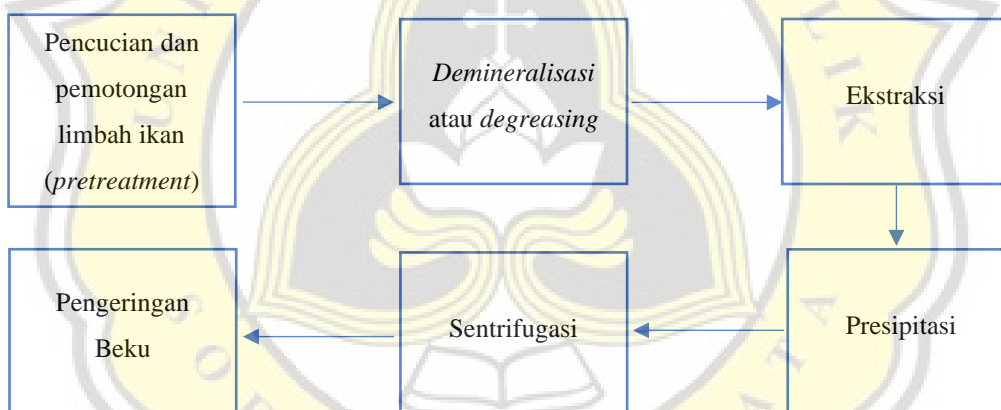 Pencucian dan
pemotongan
limbah ikan
(pretreatment)
Demineralisasi
atau degreasing
Ekstraksi
Presipitasi
Sentrifugasi
Pengeringan
Beku